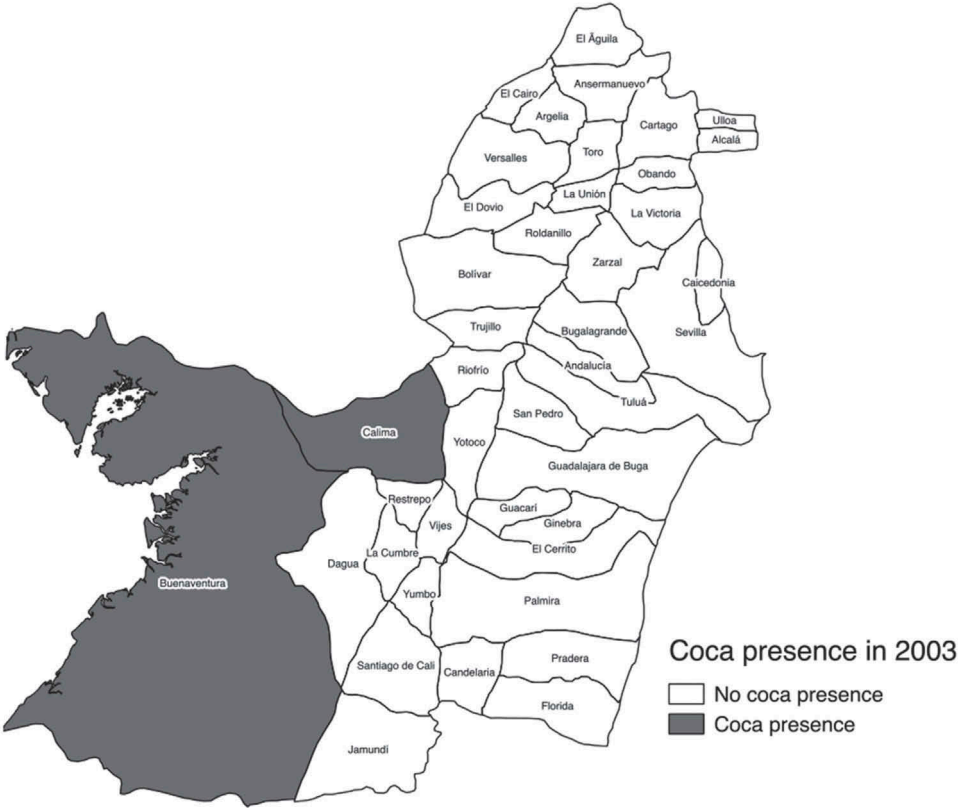 El Águila
Ansermanuevo
El Cairo
Argelia
Cartago
Ulloa
Alcalá
Toro
Versalles
Obando
La Unión
El Dovio
La Victoria
Roldanillo
Zarzal
Bolívar
Caicedonia
Trujillo
Bugalagrande
Sevilla
Andalucía
Riofrío
Tuluá
San Pedro
Calima
Yotoco
Guadalajara de Buga
Restrepo
Guacarí
Vijes
Ginebra
El Cerrito
La Cumbre
Dagua
Buenaventura
Yumbo
Palmira
Coca presence in 2003
Santiago de Cali
Candelaria
Pradera
No coca presence
Florida
Coca presence
Jamundí